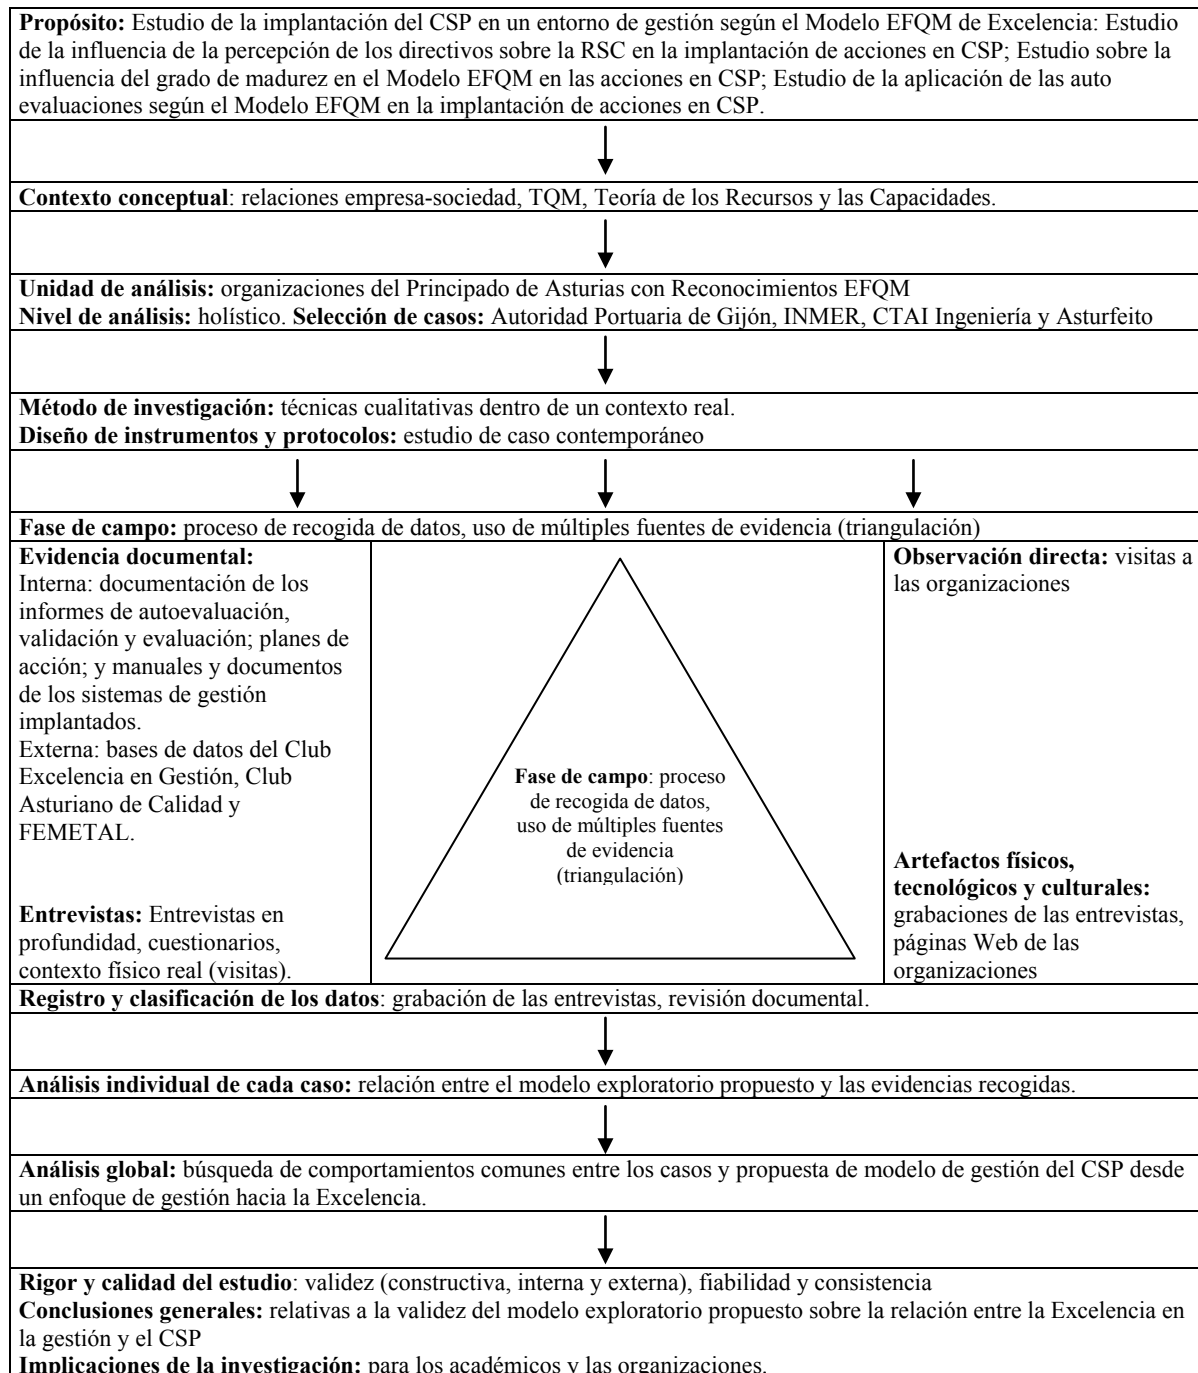 Propósito: Estudio de la implantación del CSP en un entorno de gestión según el Modelo EFQM de Excelencia: Estudio
de la influencia de la percepción de los directivos sobre la RSC en la implantación de acciones en CSP; Estudio sobre la
influencia del grado de madurez en el Modelo EFQM en las acciones en CSP; Estudio de la aplicación de las auto
evaluaciones según el Modelo EFQM en la implantación de acciones en CSP.
Contexto conceptual: relaciones empresa-sociedad, TQM, Teoría de los Recursos y las Capacidades.
Unidad de análisis: organizaciones del Principado de Asturias con Reconocimientos EFQM
Nivel de análisis: holístico. Selección de casos: Autoridad Portuaria de Gijón, INMER, CTAI Ingeniería y Asturfeito
Método de investigación: técnicas cualitativas dentro de un contexto real.
Diseño de instrumentos y protocolos: estudio de caso contemporáneo
Fase de campo: proceso de recogida de datos, uso de múltiples fuentes de evidencia (triangulación)
Evidencia documental:
Interna: documentación de los
informes de autoevaluación,
validación y evaluación; planes de
acción; y manuales y documentos
de los sistemas de gestión
implantados.
Externa: bases de datos del Club
Excelencia en Gestión, Club
Asturiano de Calidad y
FEMETAL.
Entrevistas: Entrevistas en
profundidad, cuestionarios,
contexto físico real (visitas).
Fase de campo: proceso
de recogida de datos,
uso de múltiples fuentes
de evidencia
(triangulación)
Observación directa: visitas a
las organizaciones
Artefactos físicos,
tecnológicos y culturales:
grabaciones de las entrevistas,
páginas Web de las
organizaciones
Registro y clasificación de los datos: grabación de las entrevistas, revisión documental.
Análisis individual de cada caso: relación entre el modelo exploratorio propuesto y las evidencias recogidas.
Análisis global: búsqueda de comportamientos comunes entre los casos y propuesta de modelo de gestión del CSP desde
un enfoque de gestión hacia la Excelencia.
Rigor y calidad del estudio: validez (constructiva, interna y externa), fiabilidad y consistencia
Conclusiones generales: relativas a la validez del modelo exploratorio propuesto sobre la relación entre la Excelencia en
la gestión y el CSP
Implicaciones de la investigación: para los académicos y las organizaciones.